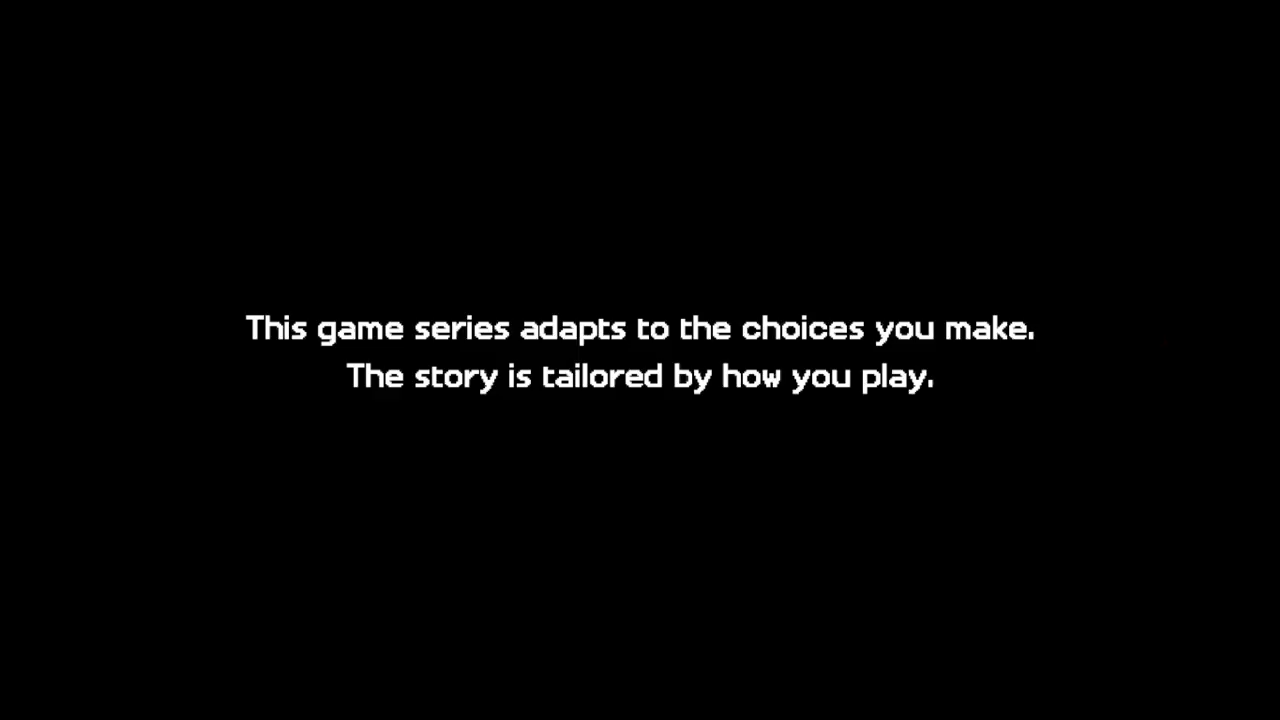 This game series adapts to the choices you make.
The story is tailored by how you play.